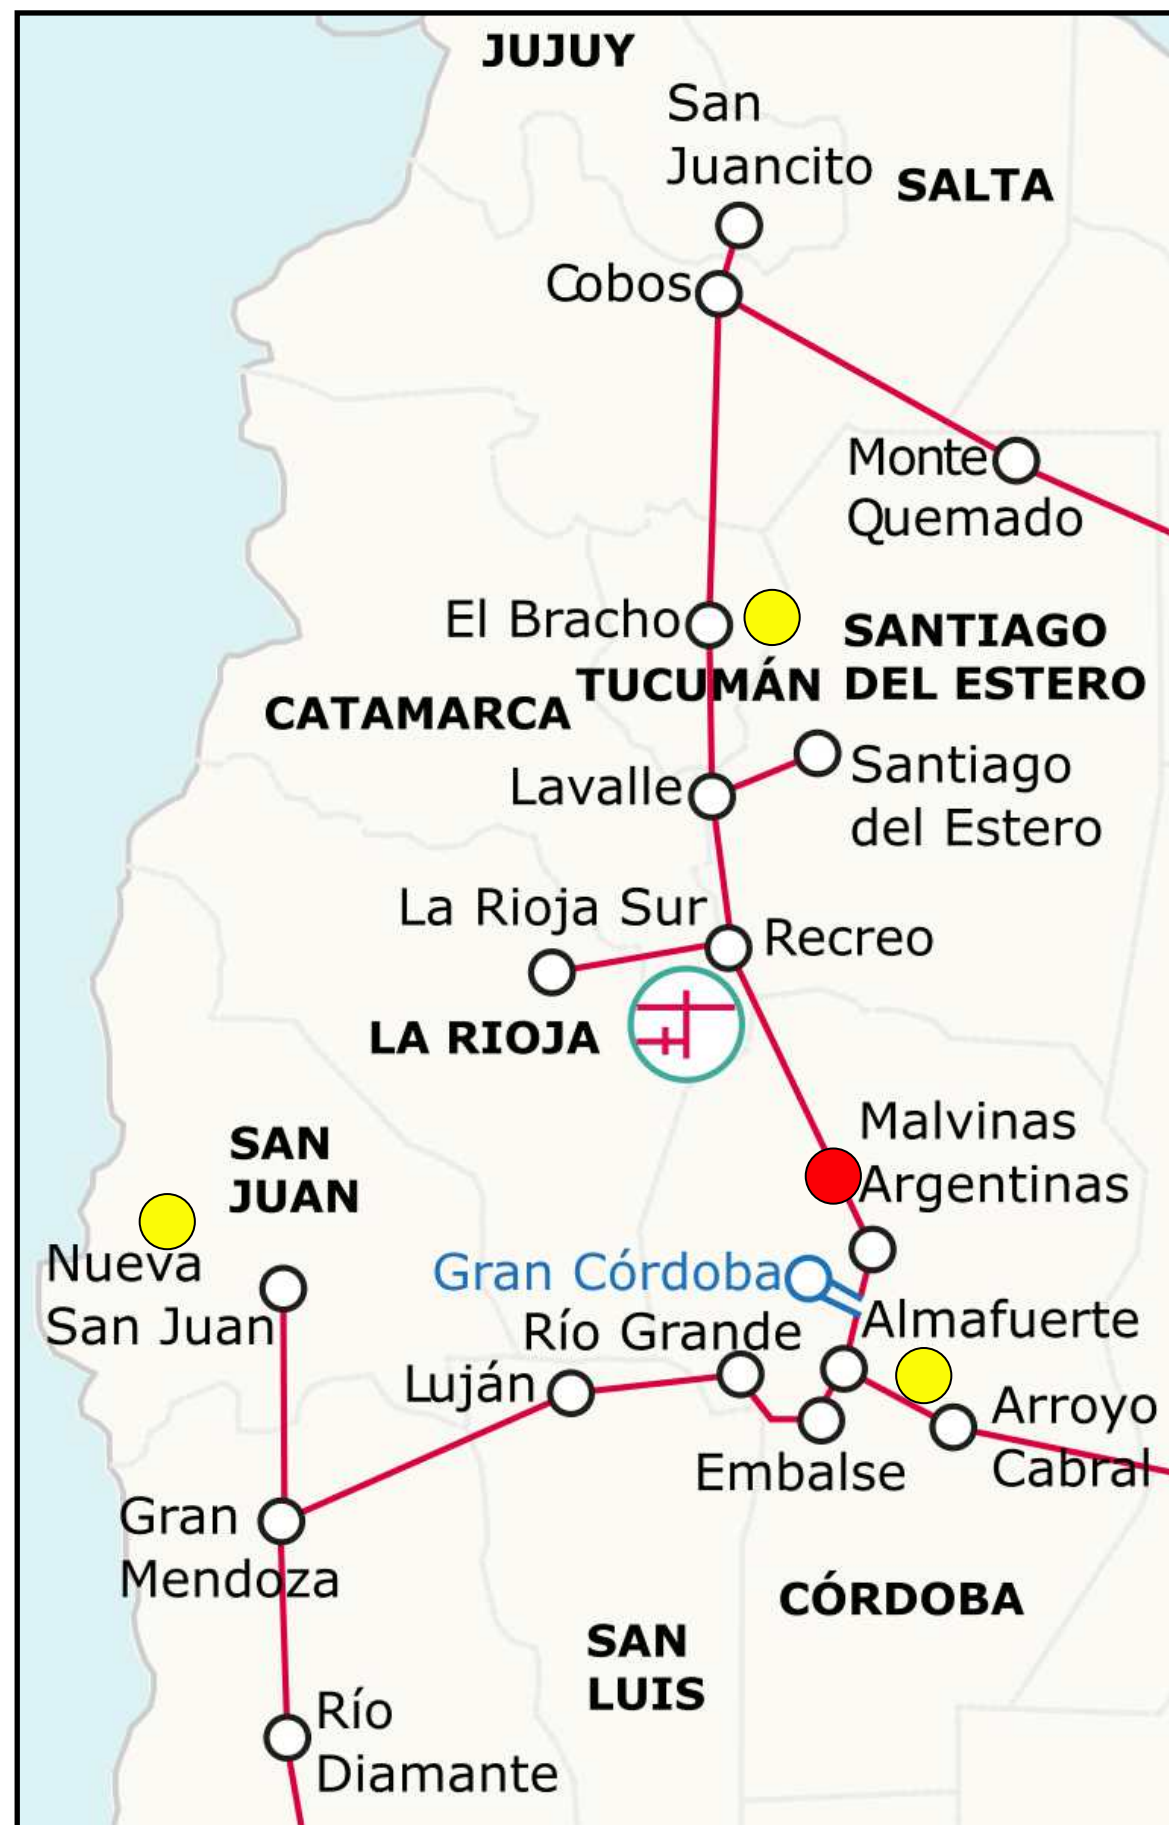 JUJUY
San
Juancito
SALTA
Cobos
Monte
Quemado
El Bracho
SANTIAGO
DEL ESTERO
TUCUMÁN
CATAMARCA
Santiago
del Estero
Lavalle
La Rioja Sur
Recreo
LA RIOJA
Malvinas
Argentinas
SAN
JUAN
Nueva
San Juan
Gran Córdoba
Almafuerte
Río Grande
Luján
Arroyo
Cabral
Embalse
Gran
Mendoza
CÓRDOBA
SAN
LUIS
Río
Diamante